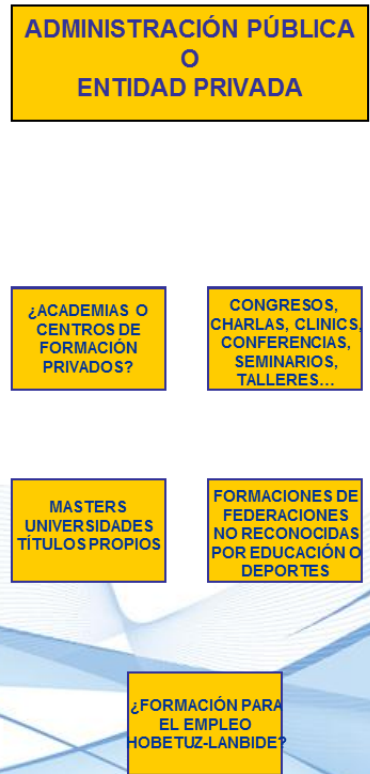 ADMINISTRACIÓN PÚBLICA
O
ENTIDAD PRIVADA
¿ACADEMIAS O
CENTROS DE
FORMACIÓN
PRIVADOS?
CONGRESOS,
CHARLAS, CLINICS,
CONFERENCIAS,
SEMINARIOS,
TALLERES…
MASTERS
UNIVERSIDADES
TÍTULOS PROPIOS
FORMACIONES DE
FEDERACIONES
NO RECONOCIDAS
POR EDUCACIÓN O
DEPORTES
¿FORMACIÓN PARA
EL EMPLEO
HOBETUZ-LANBIDE?